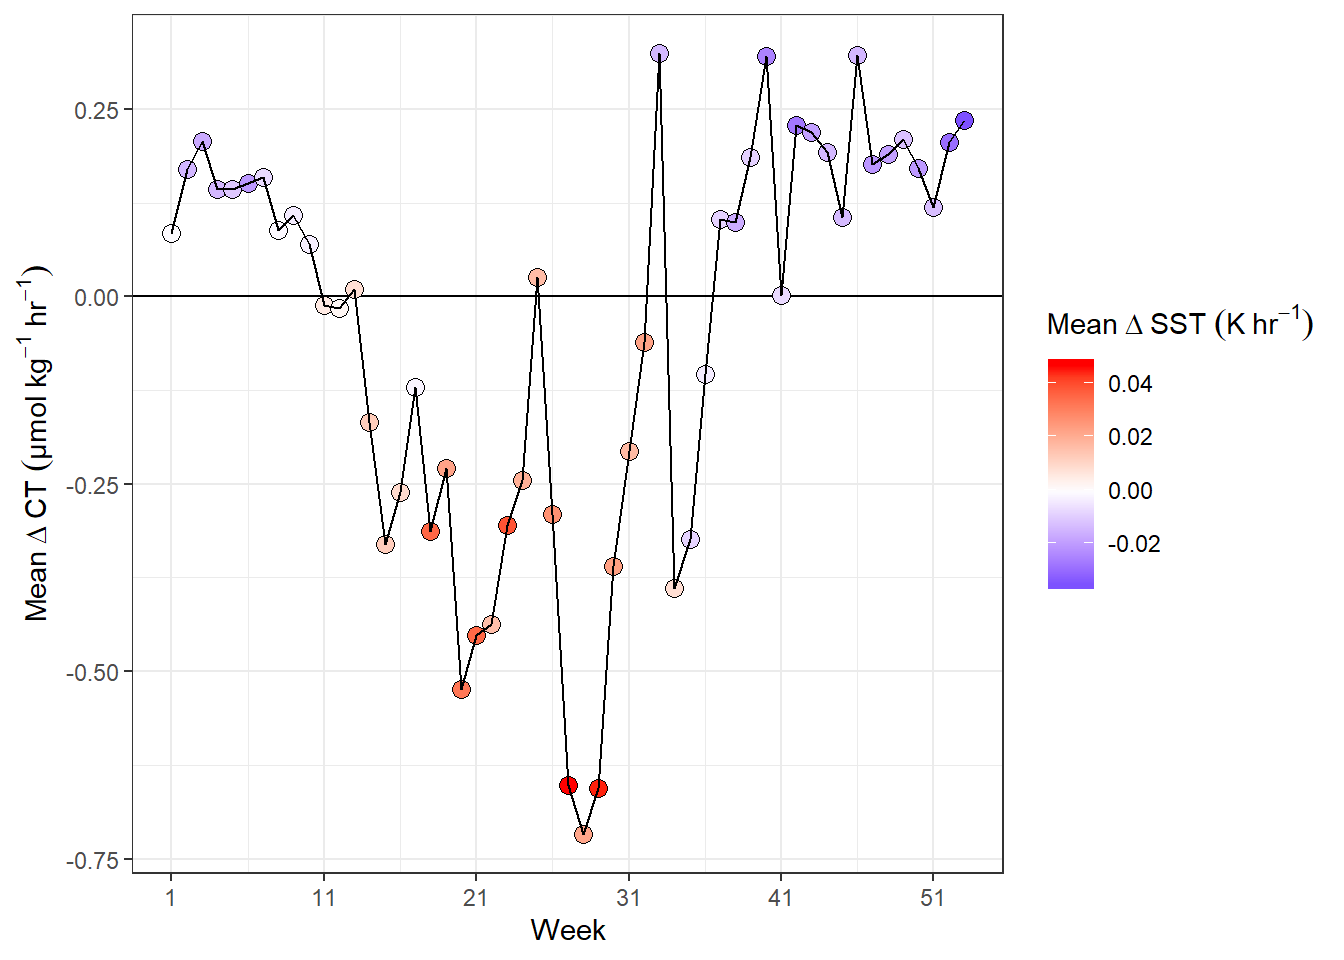 0.25
0.00
-0.25
-0.50
-0.75
Mean Δ CT (μmol kg⁻¹ hr⁻¹)
1 11 21 31 41 51
Week
Mean Δ SST (K hr⁻¹)
0.04
0.02
0.00
-0.02